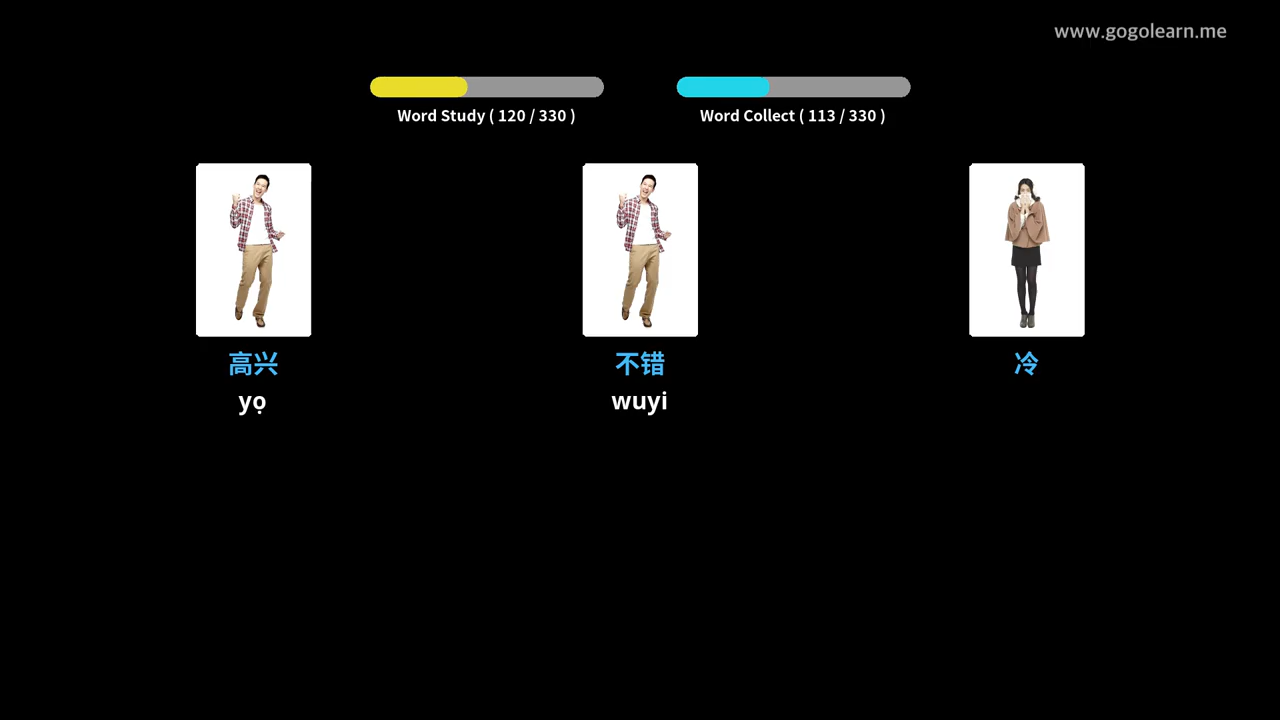 www.gogolearn.me
Word Study ( 120 / 330 )
Word Collect ( 113 / 330 )
高兴
不错
冷
yọ
wuyi